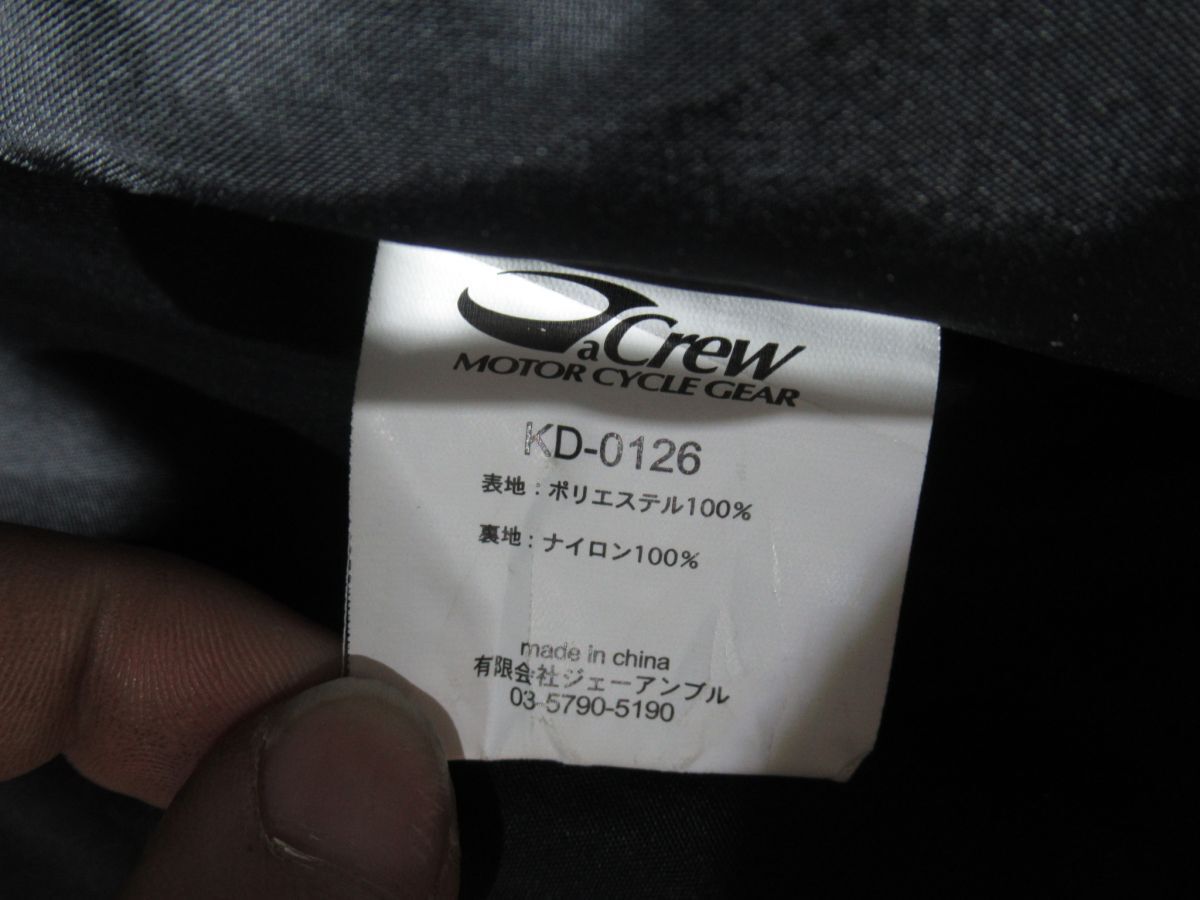 aCrew
MOTOR CYCLE GEAR
KD-0126
表地：ポリエステル100%
裏地：ナイロン100%
made in china
有限会社ジェーアンブル
03-5790-5190